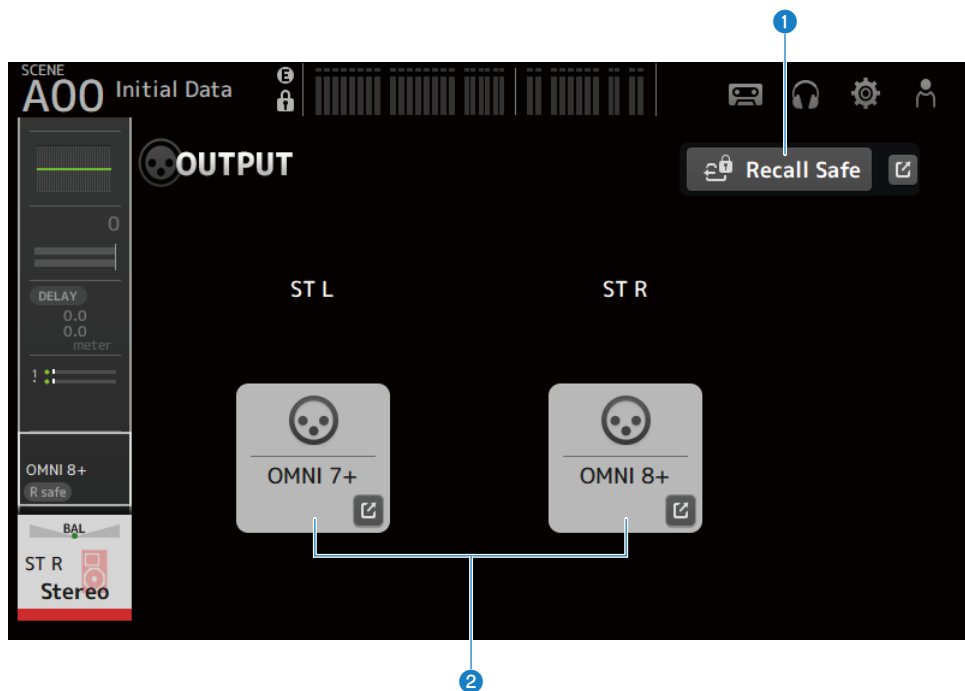 1
SCENE
A00 Initial Data
E
OUTPUT
Recall Safe
0
DELAY
0.0
0.0
meter
!
ST L
ST R
OMNI 7+
OMNI 8+
OMNI 8+
R safe
BAL
ST R
Stereo
2